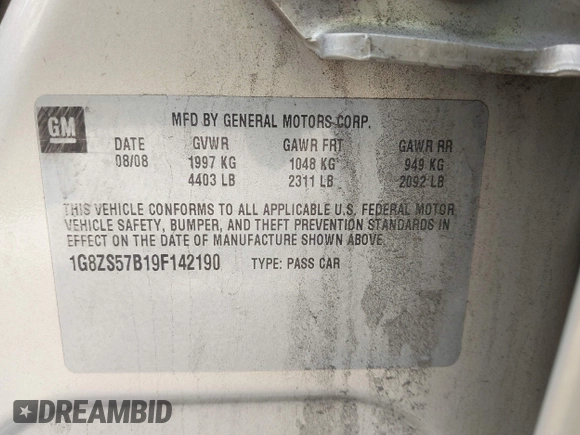 GM
MFD BY GENERAL MOTORS CORP.
DATE GVWR GAWR FRT GAWR RR
08/08 1997 KG 1048 KG 949 KG
4403 LB 2311 LB 2092 LB
THIS VEHICLE CONFORMS TO ALL APPLICABLE U.S. FEDERAL MOTOR
VEHICLE SAFETY, BUMPER, AND THEFT PREVENTION STANDARDS IN
EFFECT ON THE DATE OF MANUFACTURE SHOWN ABOVE.
1G8ZS57B19F142190 TYPE: PASS CAR
DREAMBID